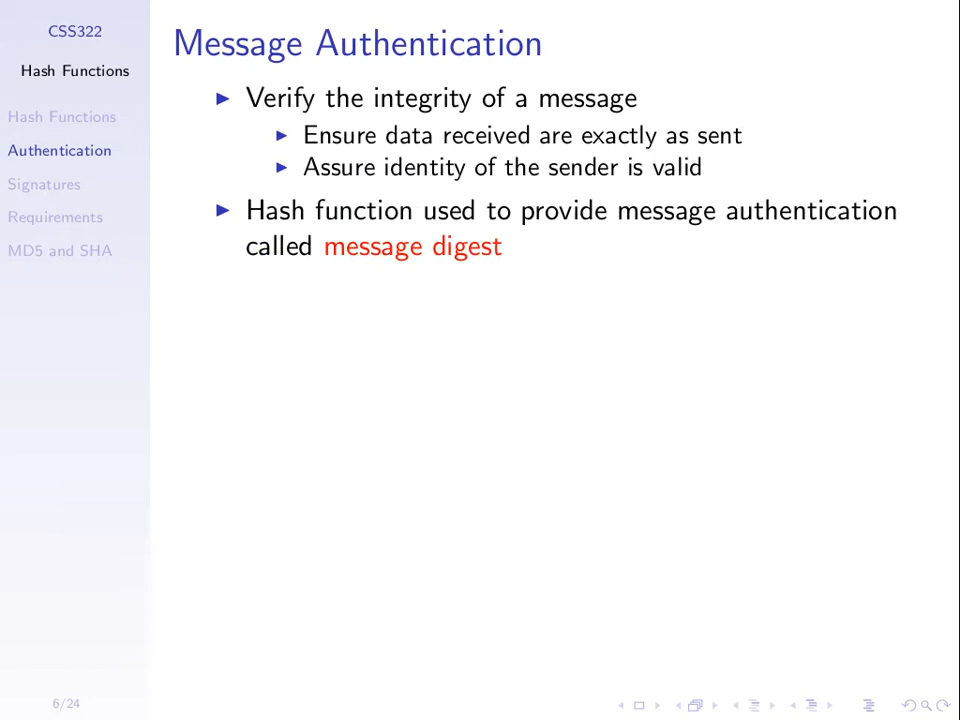 CSS322
Hash Functions
Hash Functions
Authentication
Signatures
Requirements
MD5 and SHA
6/24
Message Authentication
Verify the integrity of a message
Ensure data received are exactly as sent
Assure identity of the sender is valid
Hash function used to provide message authentication
called message digest